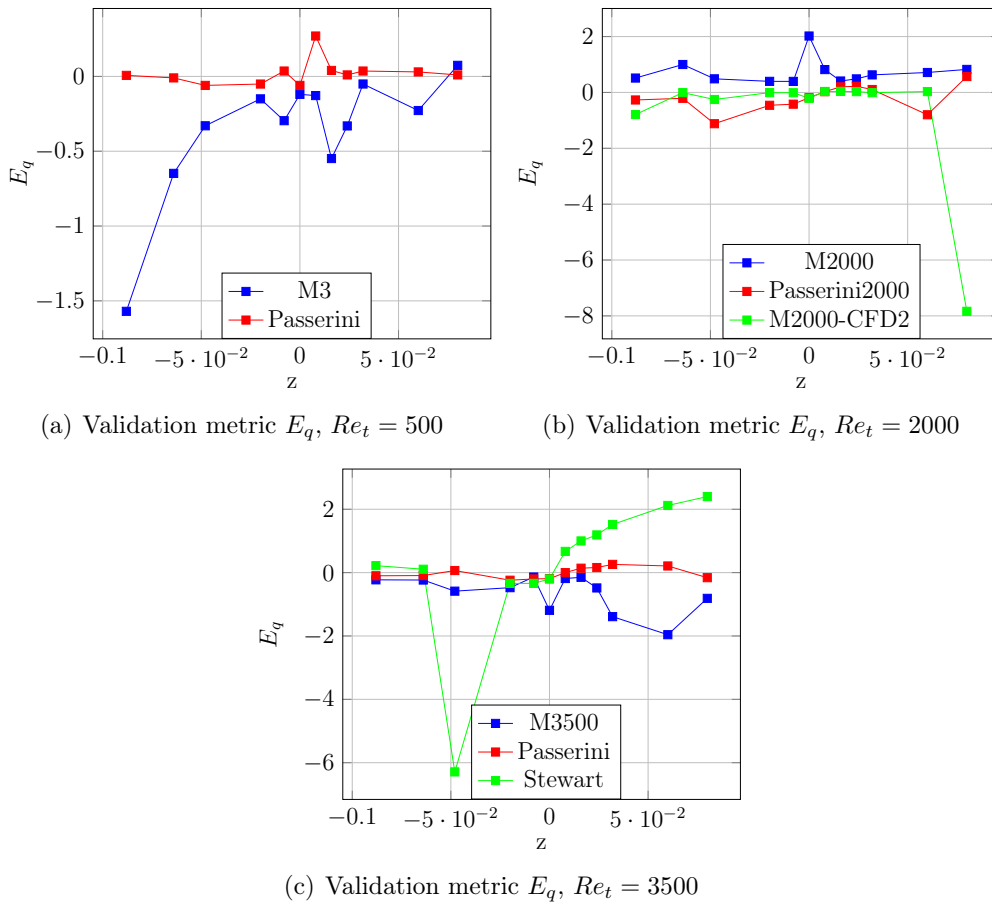 0
−0.5
−1
−1.5
E_q
M3
Passerini
−0.1
−5 · 10^−2
0
5 · 10^−2
z
(a) Validation metric E_q, Re_t = 500
2
0
−2
−4
−6
−8
E_q
M2000
Passerini2000
M2000-CFD2
−0.1
−5 · 10^−2
0
5 · 10^−2
z
(b) Validation metric E_q, Re_t = 2000
2
0
−2
−4
−6
E_q
M3500
Passerini
Stewart
−0.1
−5 · 10^−2
0
5 · 10^−2
z
(c) Validation metric E_q, Re_t = 3500